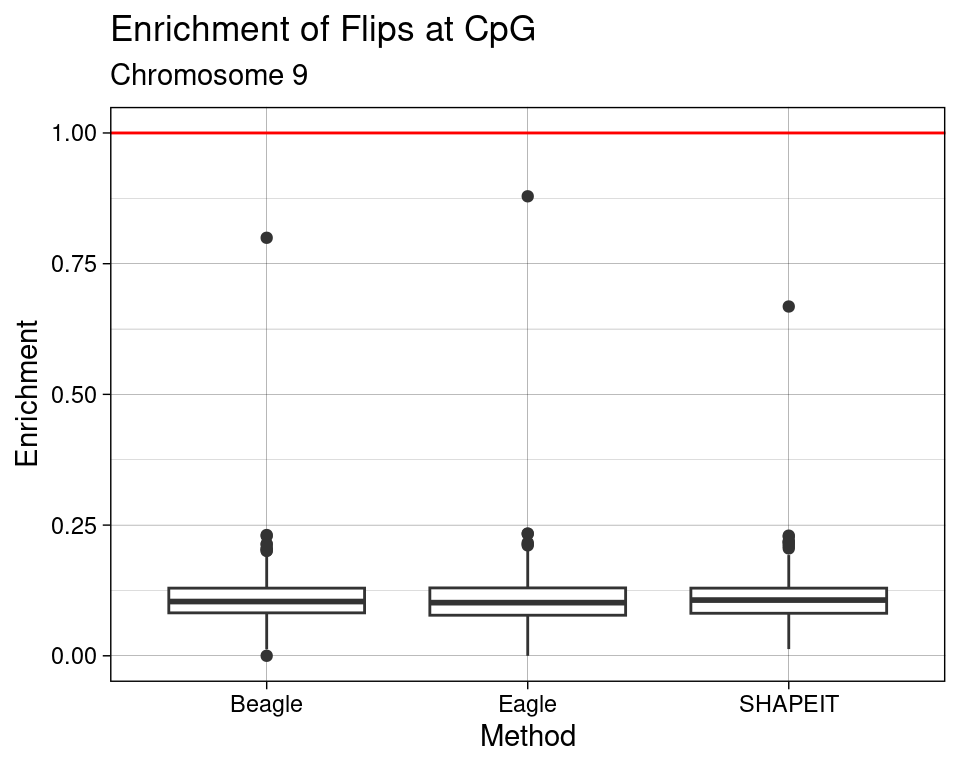 Enrichment of Flips at CpG
Chromosome 9
Enrichment
1.00
0.75
0.50
0.25
0.00
Beagle Eagle SHAPEIT
Method